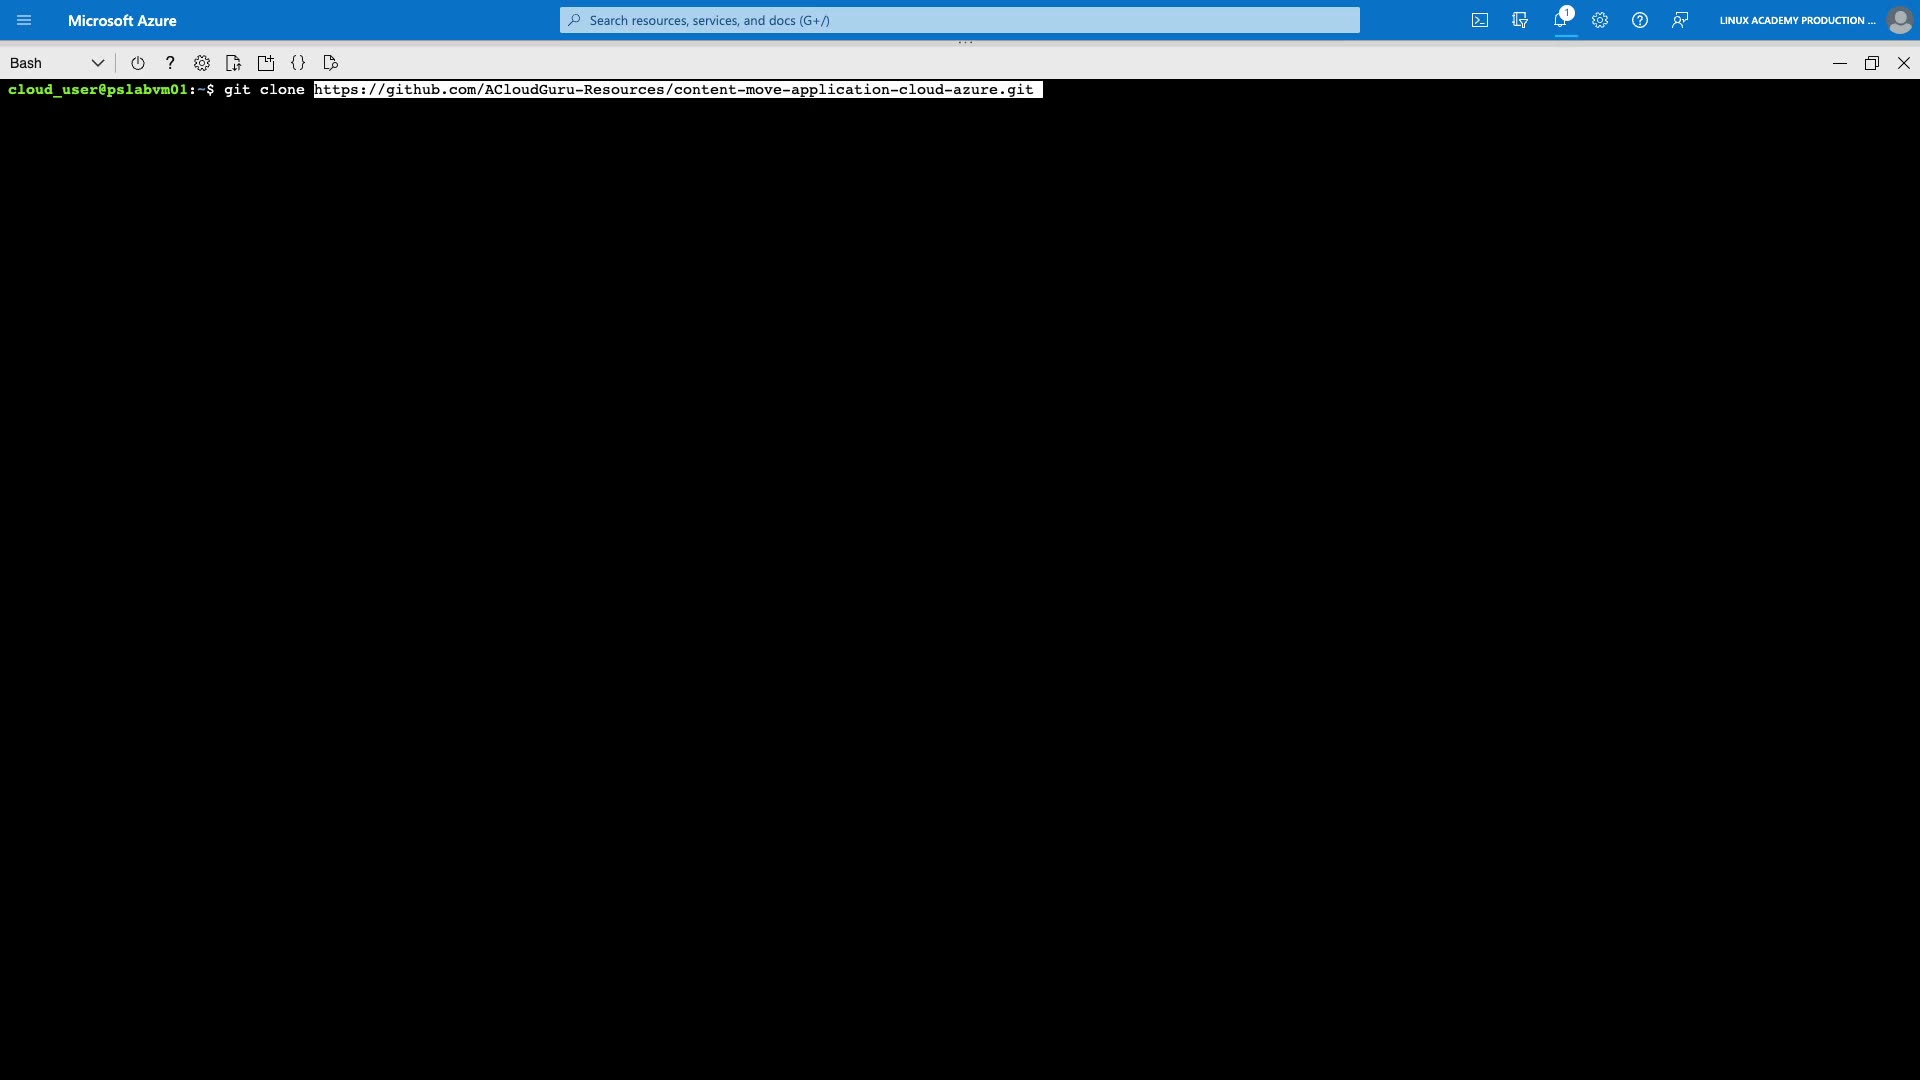 Microsoft Azure
Search resources, services, and docs (G+/)
1
LINUX ACADEMY PRODUCTION ...
Bash
?
{}
cloud_user@pslabvm01:~$ git clone https://github.com/ACloudGuru-Resources/content-move-application-cloud-azure.git